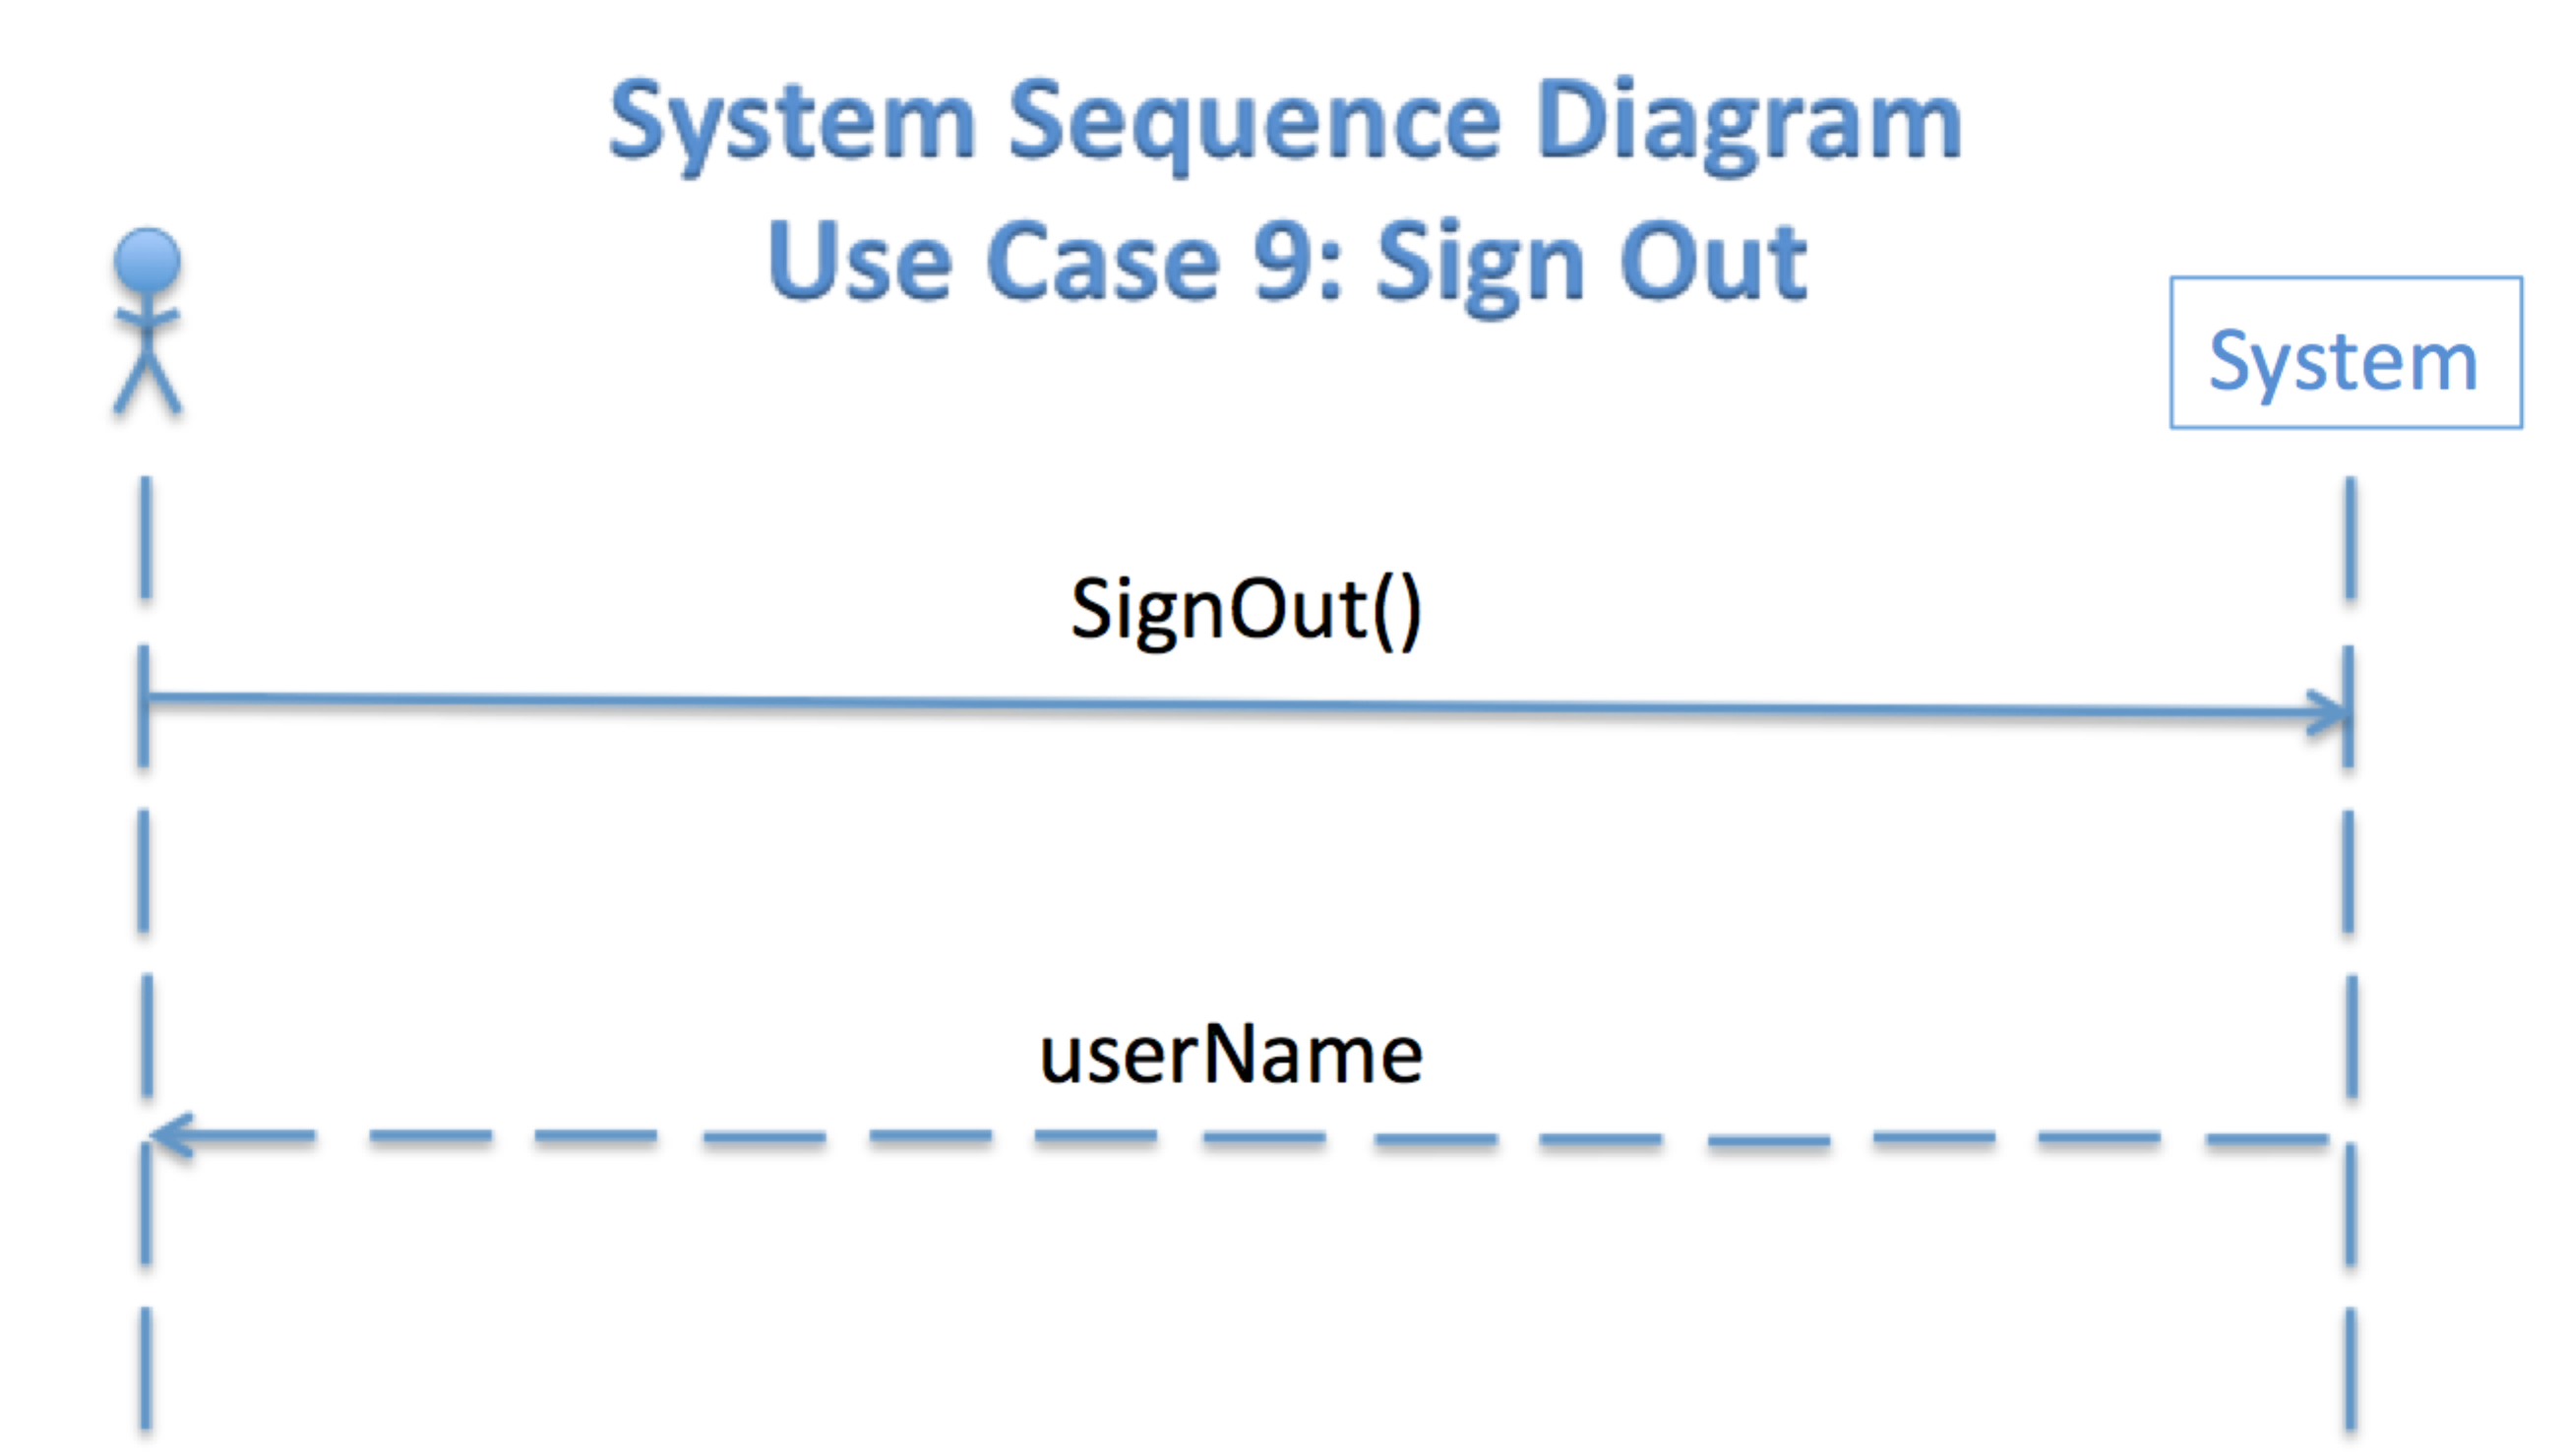 System Sequence Diagram
Use Case 9: Sign Out
System
SignOut()
userName